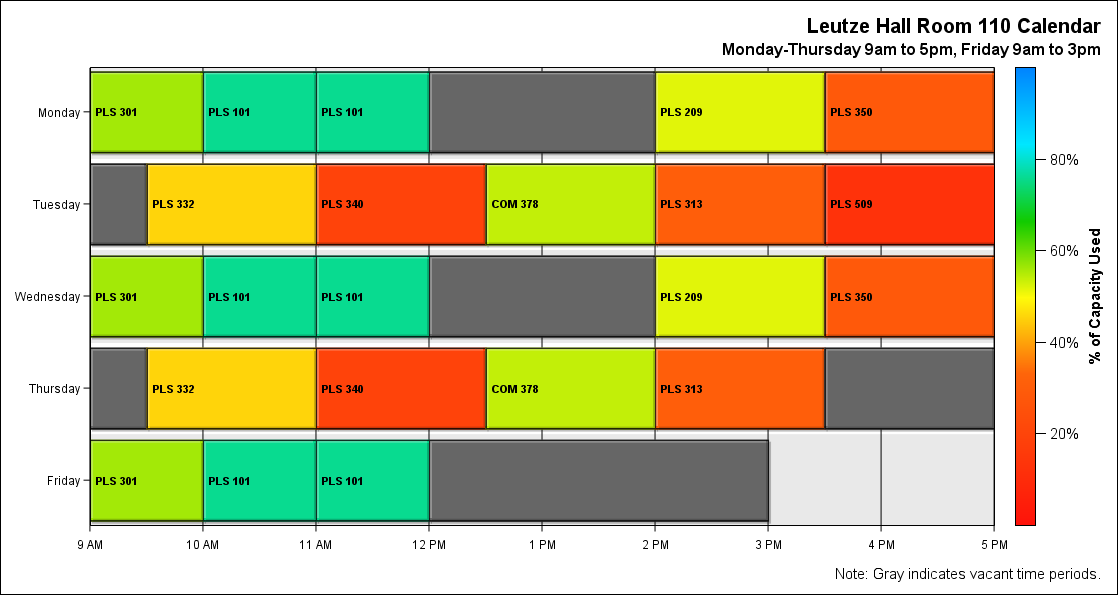 Leutze Hall Room 110 Calendar
Monday-Thursday 9am to 5pm, Friday 9am to 3pm
Monday
PLS 301
PLS 101
PLS 101
PLS 209
PLS 350
Tuesday
PLS 332
PLS 340
COM 378
PLS 313
PLS 509
Wednesday
PLS 301
PLS 101
PLS 101
PLS 209
PLS 350
Thursday
PLS 332
PLS 340
COM 378
PLS 313
Friday
PLS 301
PLS 101
PLS 101
9 AM
10 AM
11 AM
12 PM
1 PM
2 PM
3 PM
4 PM
5 PM
80%
60%
40%
20%
% of Capacity Used
Note: Gray indicates vacant time periods.